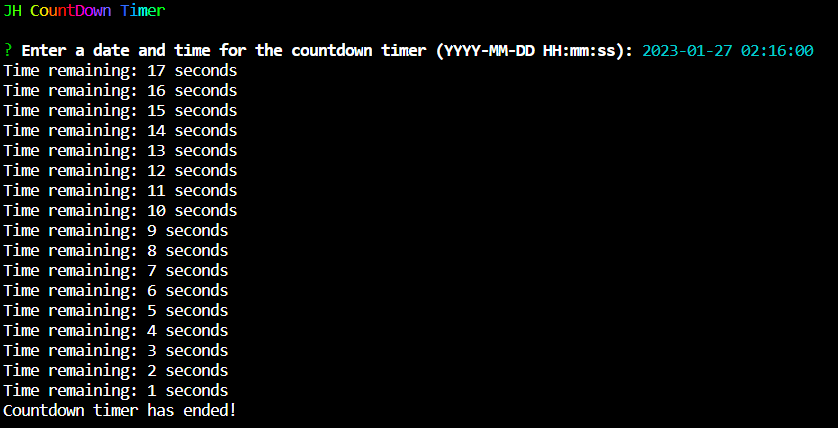 JH CountDown Timer
? Enter a date and time for the countdown timer (YYYY-MM-DD HH:mm:ss): 2023-01-27 02:16:00
Time remaining: 17 seconds
Time remaining: 16 seconds
Time remaining: 15 seconds
Time remaining: 14 seconds
Time remaining: 13 seconds
Time remaining: 12 seconds
Time remaining: 11 seconds
Time remaining: 10 seconds
Time remaining: 9 seconds
Time remaining: 8 seconds
Time remaining: 7 seconds
Time remaining: 6 seconds
Time remaining: 5 seconds
Time remaining: 4 seconds
Time remaining: 3 seconds
Time remaining: 2 seconds
Time remaining: 1 seconds
Countdown timer has ended!